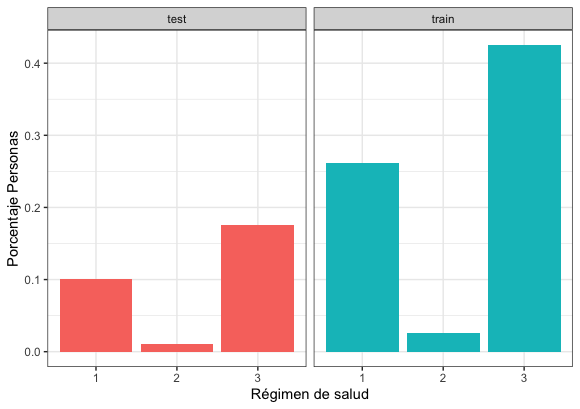 test train
Porcentaje Personas
0.4
0.3
0.2
0.1
0.0
1 2 3 1 2 3
Régimen de salud